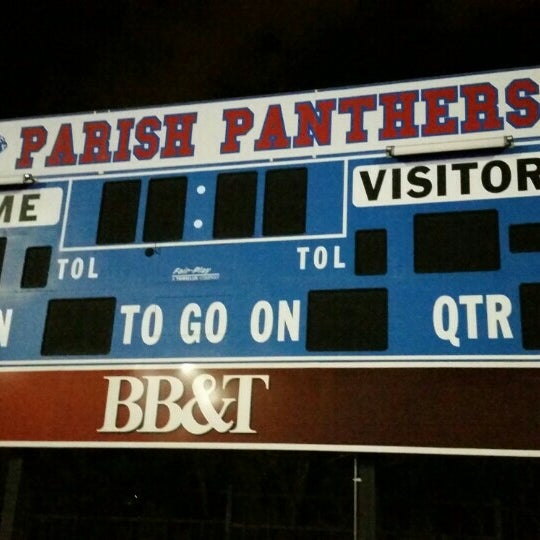 PARISH PANTHERS
ME VISITOR
TOL TOL
Fair-Play
N TO GO ON QTR
BB&T